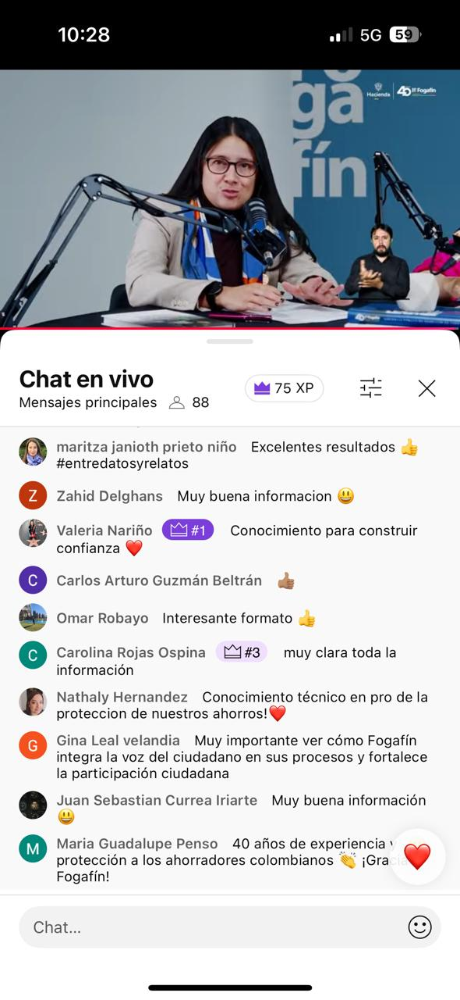 10:28
5G 59
ga
fín
Hacienda 40 Fogafín
Chat en vivo
Mensajes principales 88
75 XP
maritza janioth prieto niño Excelentes resultados 👍
#entredatosyrelatos
Z Zahid Delghans Muy buena informacion 😃
Valeria Nariño #1 Conocimiento para construir
confianza ❤️
C Carlos Arturo Guzmán Beltrán 👍🏽
Omar Robayo Interesante formato 👍
C Carolina Rojas Ospina #3 muy clara toda la
información
Nathaly Hernandez Conocimiento técnico en pro de la
proteccion de nuestros ahorros!❤️
G Gina Leal velandia Muy importante ver cómo Fogafín
integra la voz del ciudadano en sus procesos y fortalece
la participación ciudadana
Juan Sebastian Currea Iriarte Muy buena información
😃
M Maria Guadalupe Penso 40 años de experiencia y
protección a los ahorradores colombianos 👏 ¡Gracia
Fogafín!
❤️
Chat...